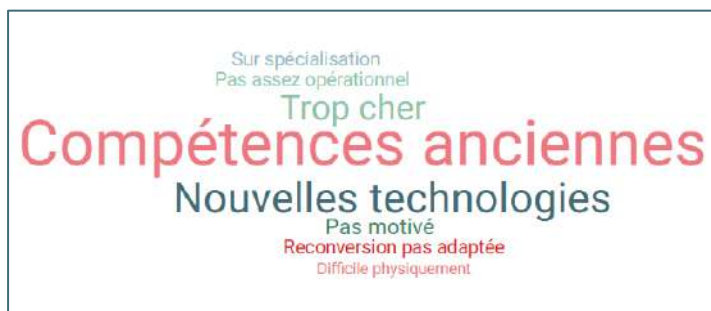 Sur spécialisation
Pas assez opérationnel
Trop cher
Compétences anciennes
Nouvelles technologies
Pas motivé
Reconversion pas adaptée
Difficile physiquement